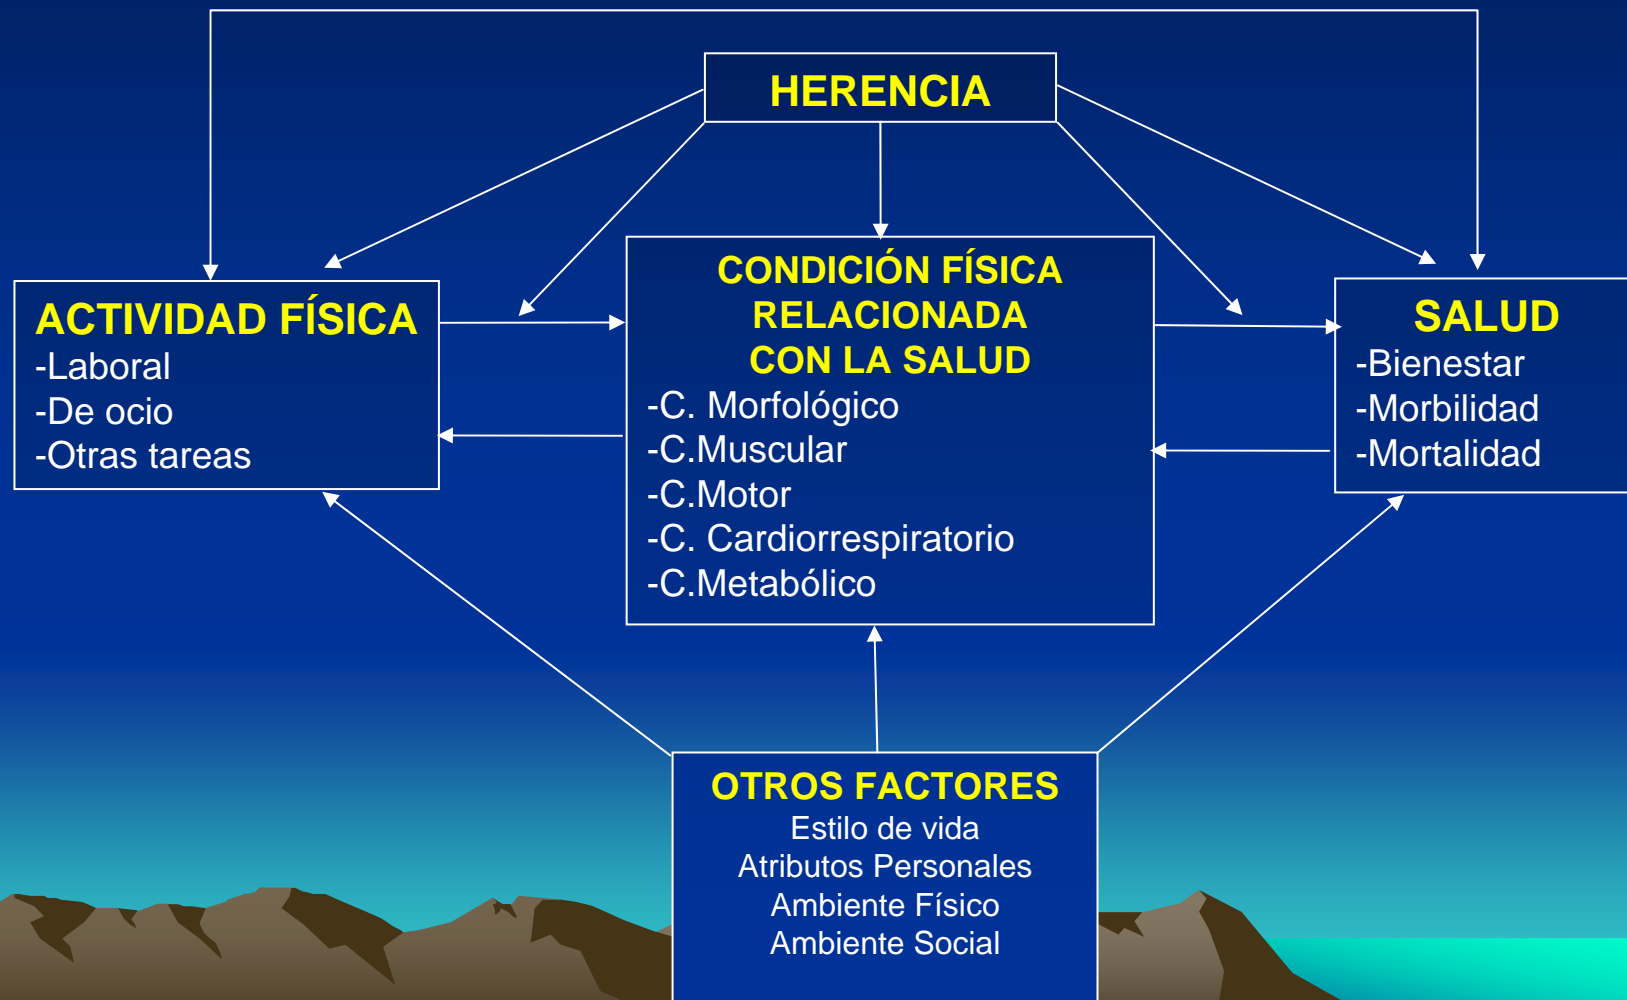 HERENCIA
ACTIVIDAD FÍSICA
-Laboral
-De ocio
-Otras tareas
CONDICIÓN FÍSICA
RELACIONADA
CON LA SALUD
-C. Morfológico
-C.Muscular
-C.Motor
-C. Cardiorrespiratorio
-C.Metabólico
SALUD
-Bienestar
-Morbilidad
-Mortalidad
OTROS FACTORES
Estilo de vida
Atributos Personales
Ambiente Físico
Ambiente Social